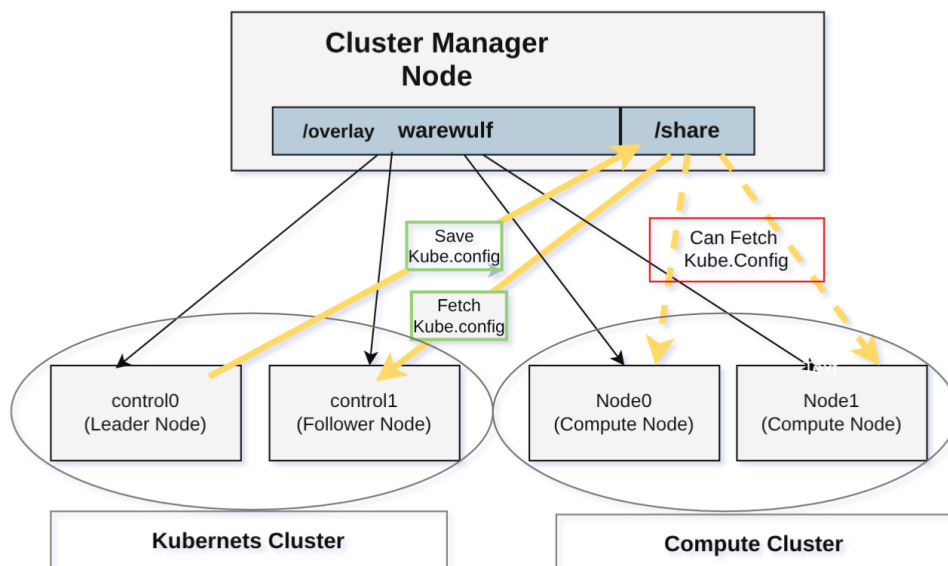 Cluster Manager
Node
/overlay warewulf /share
Save
Kube.config
Can Fetch
Kube.Config
Fetch
Kube.config
control0
(Leader Node)
control1
(Follower Node)
Node0
(Compute Node)
Node1
(Compute Node)
Kubernets Cluster
Compute Cluster